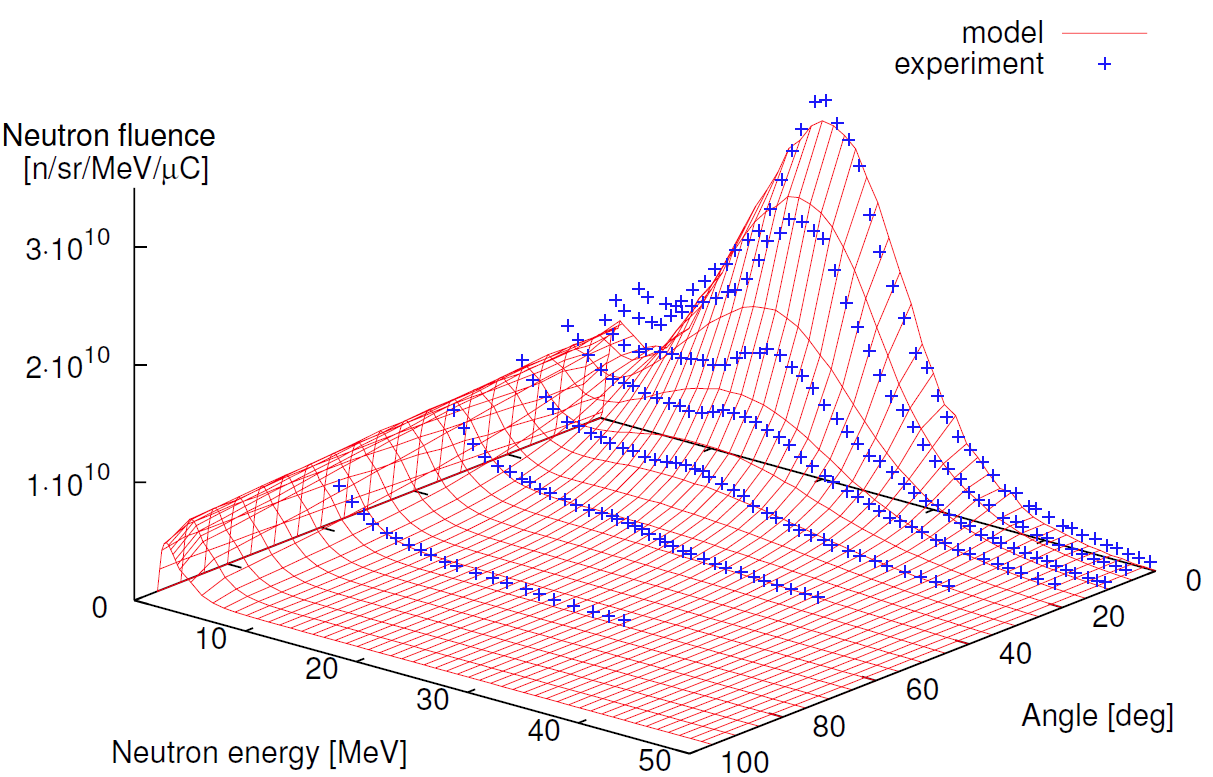 model
experiment
Neutron fluence
[n/sr/MeV/μC]
3·10¹⁰
2·10¹⁰
1·10¹⁰
0
10
20
30
40
50
Neutron energy [MeV]
0
20
40
60
80
100
Angle [deg]